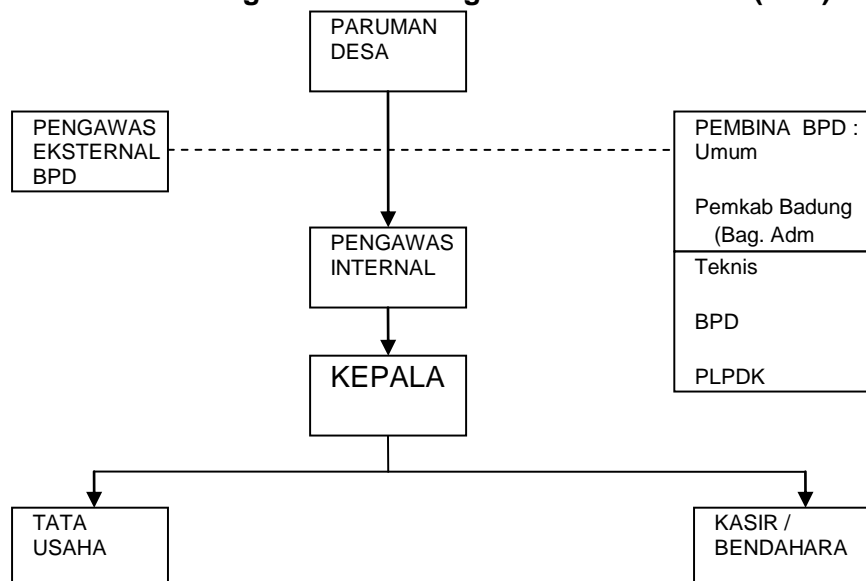 PARUMAN
DESA
PENGAWAS
EKSTERNAL
BPD
PEMBINA BPD :
Umum
Pemkab Badung
(Bag. Adm
Teknis
BPD
PLPDK
PENGAWAS
INTERNAL
KEPALA
TATA
USAHA
KASIR /
BENDAHARA